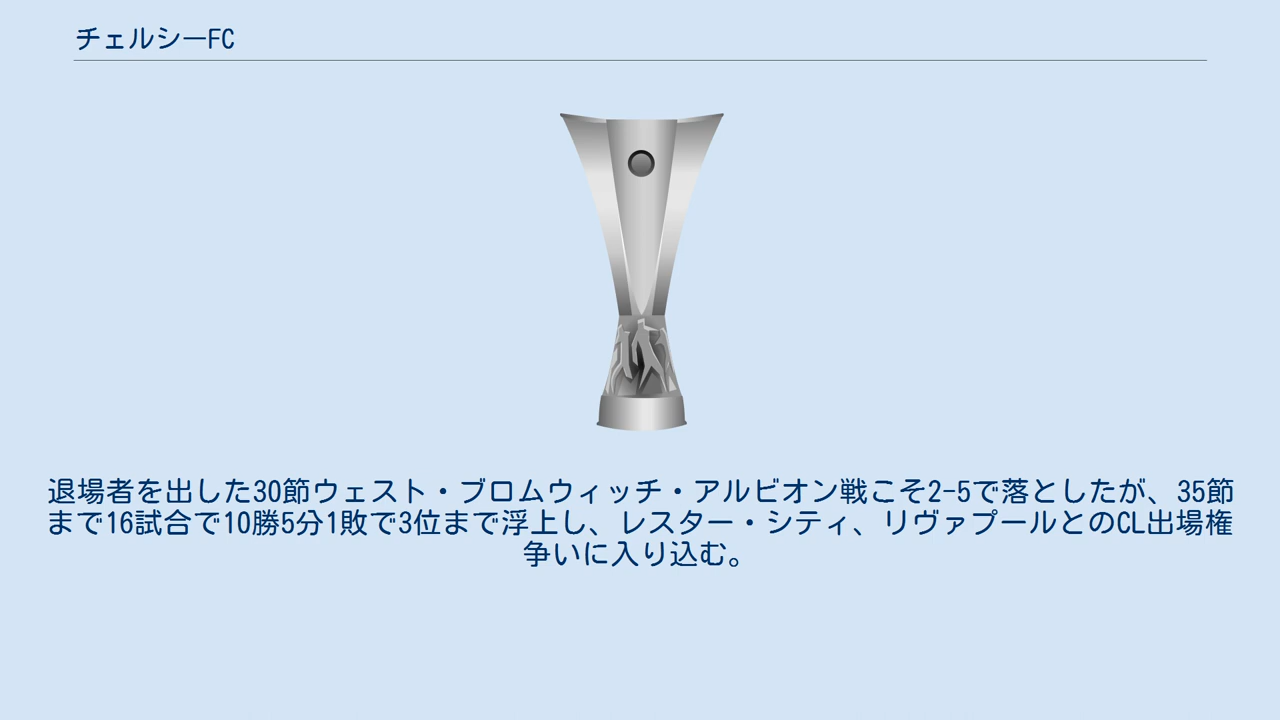 チェルシーFC
退場者を出した30節ウェスト・ブロムウィッチ・アルビオン戦こそ2-5で落としたが、35節
まで16試合で10勝5分1敗で3位まで浮上し、レスター・シティ、リヴァプールとのCL出場権
争いに入り込む。